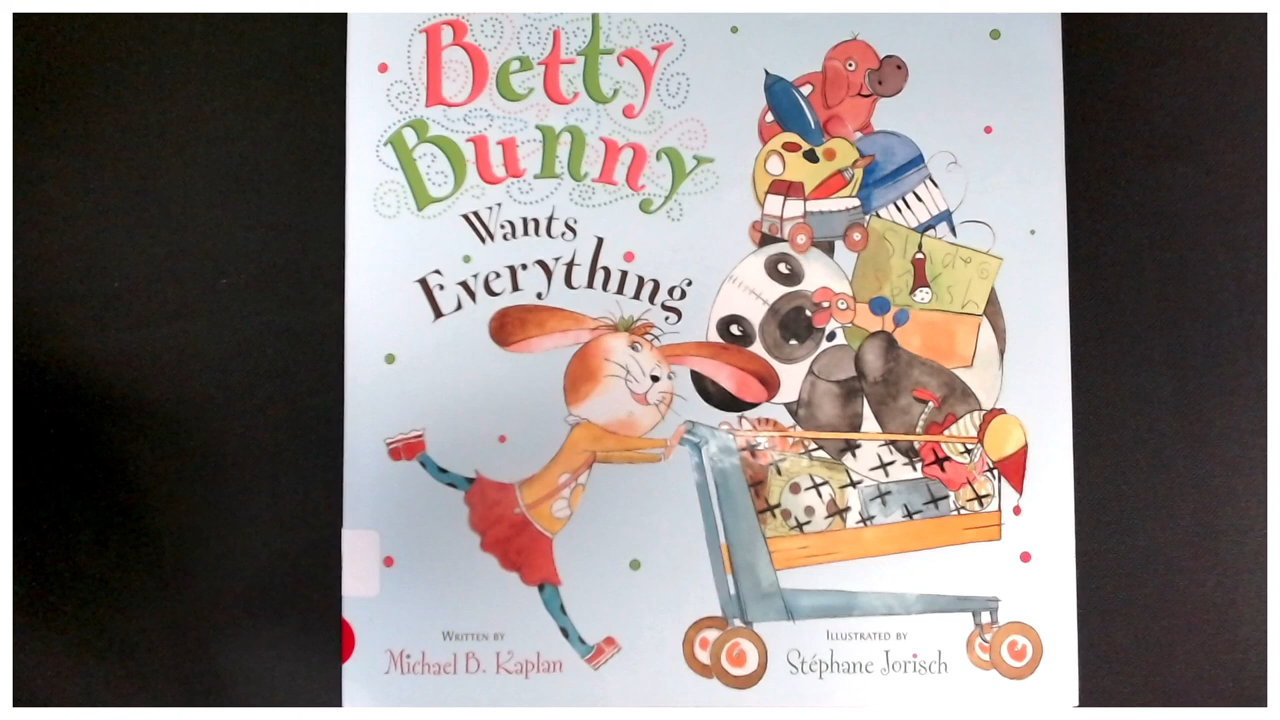 Betty
Bunny
Wants
Everything
WRITTEN BY
Michael B. Kaplan
ILLUSTRATED BY
Stéphane Jorisch